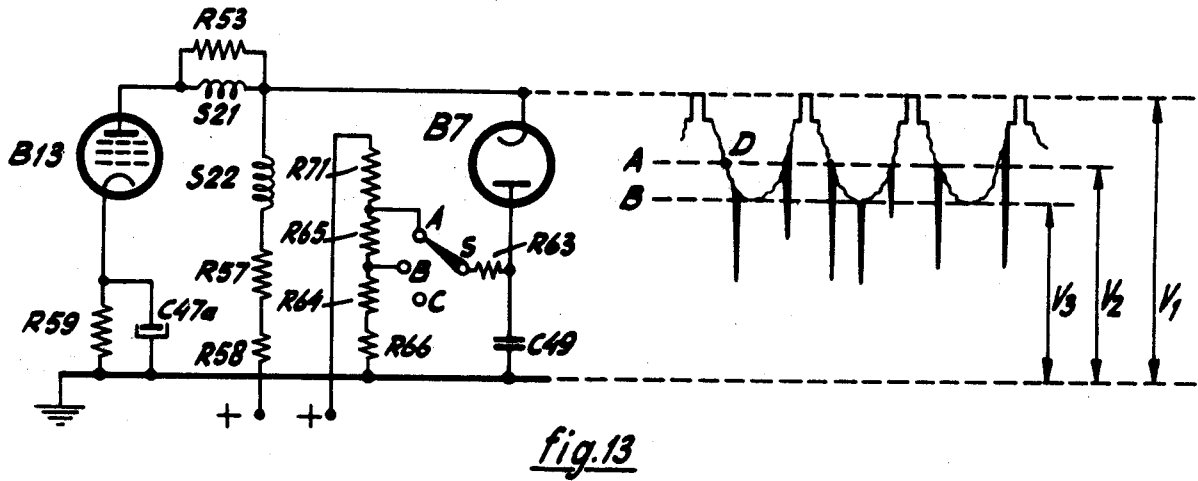 R53
S21
B13
S22
R71
B7
A
R65
S
R63
B
R57
R64
C
C47a
R59
R58
R66
C49
+
+
A
D
B
V3
V2
V1
fig.13